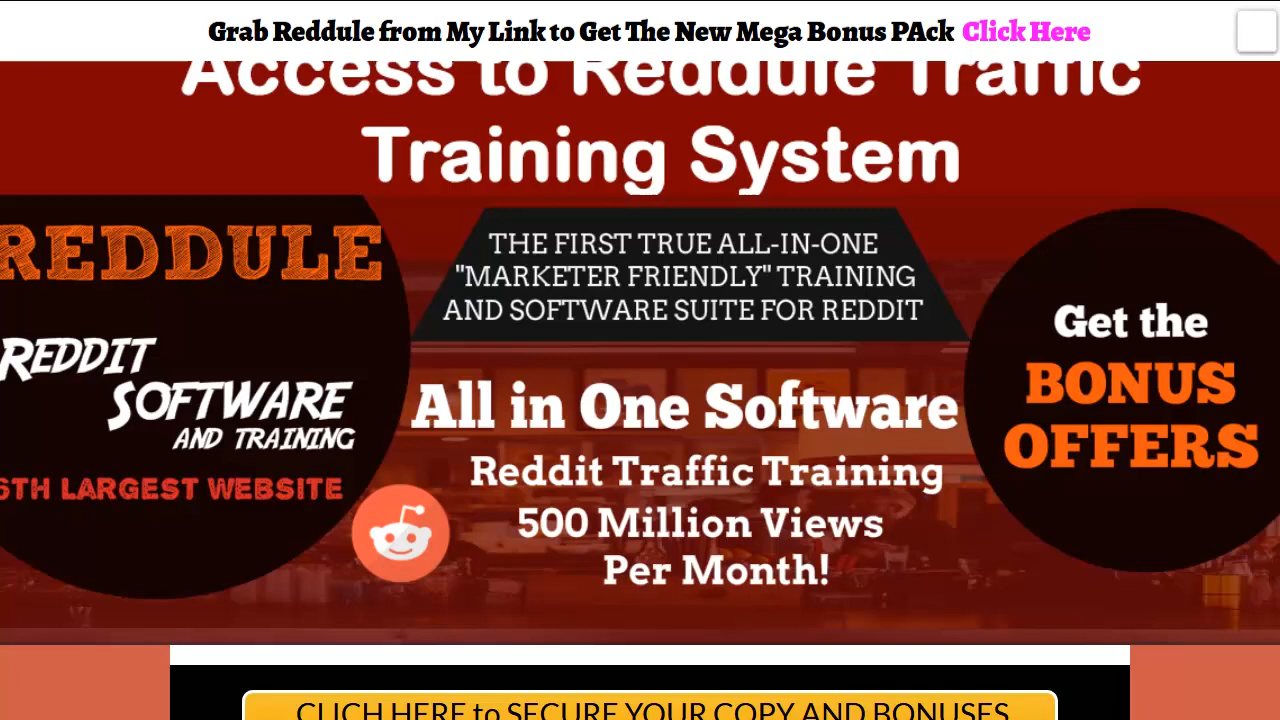 Grab Reddule from My Link to Get The New Mega Bonus PAck Click Here
Access to Reddule Traffic
Training System
REDDULE
REDDIT
SOFTWARE
AND TRAINING
6TH LARGEST WEBSITE
THE FIRST TRUE ALL-IN-ONE
"MARKETER FRIENDLY" TRAINING
AND SOFTWARE SUITE FOR REDDIT
All in One Software
Reddit Traffic Training
500 Million Views
Per Month!
Get the
BONUS
OFFERS
CLICK HERE to SECURE YOUR COPY AND BONUSES